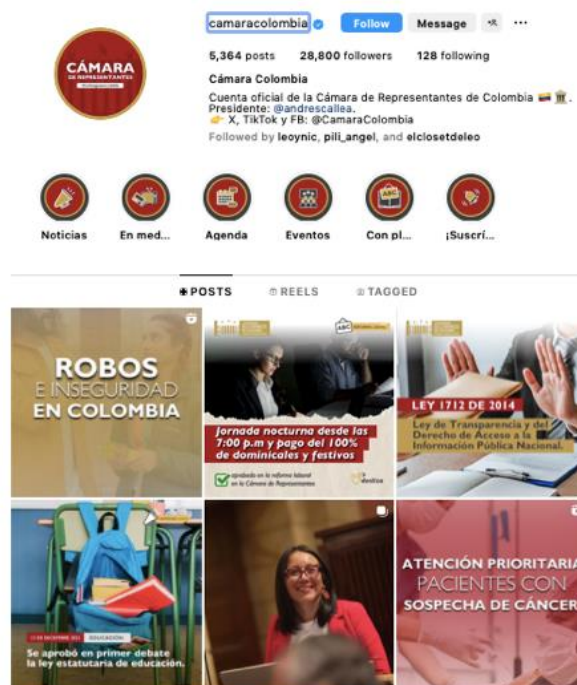 camaracolombia Follow Message
5,364 posts 28,800 followers 128 following
CÁMARA
DE REPRESENTANTES
Cámara Colombia
Cuenta oficial de la Cámara de Representantes de Colombia
Presidente: @andrescallea.
X, TikTok y FB: @CamaraColombia
Followed by leoynic, pili_angel, and elclosetdeleo
Noticias En med... Agenda Eventos Con pl... ¡Suscrí...
POSTS REELS TAGGED
ROBOS
E INSEGURIDAD
EN COLOMBIA
ABC
Jornada nocturna desde las
7:00 p.m y pago del 100%
de dominicales y festivos
aprobado en la reforma laboral
en la Cámara de Representantes
desliza
LEY 1712 DE 2014
Ley de Transparencia y del
Derecho de Acceso a la
Información Pública Nacional.
EDUCACIÓN
Se aprobó en primer debate
la ley estatutaria de educación.
ATENCIÓN PRIORITARIA
PACIENTES CON
SOSPECHA DE CÁNCER